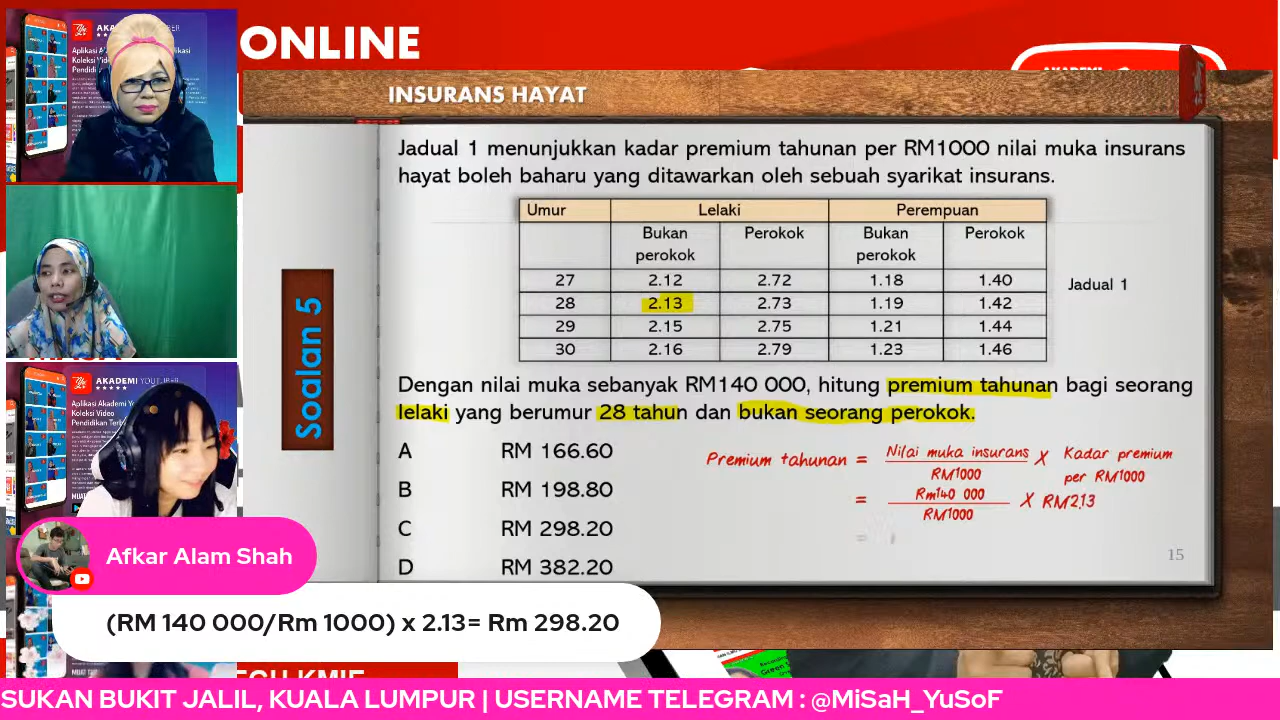 ONLINE
INSURANS HAYAT
Jadual 1 menunjukkan kadar premium tahunan per RM1000 nilai muka insurans
hayat boleh baharu yang ditawarkan oleh sebuah syarikat insurans.
Umur Lelaki Perempuan
Bukan perokok Perokok Bukan perokok Perokok
27 2.12 2.72 1.18 1.40
28 2.13 2.73 1.19 1.42
29 2.15 2.75 1.21 1.44
30 2.16 2.79 1.23 1.46
Jadual 1
Soalan 5
Dengan nilai muka sebanyak RM140 000, hitung premium tahunan bagi seorang
lelaki yang berumur 28 tahun dan bukan seorang perokok.
A RM 166.60
B RM 198.80
C RM 298.20
D RM 382.20
Premium tahunan = Nilai muka insurans / RM1000 X Kadar premium per RM1000
= Rm140 000 / RM1000 X RM2.13
=
15
Afkar Alam Shah
(RM 140 000/Rm 1000) x 2.13= Rm 298.20
SUKAN BUKIT JALIL, KUALA LUMPUR | USERNAME TELEGRAM : @MiSaH_YuSoF